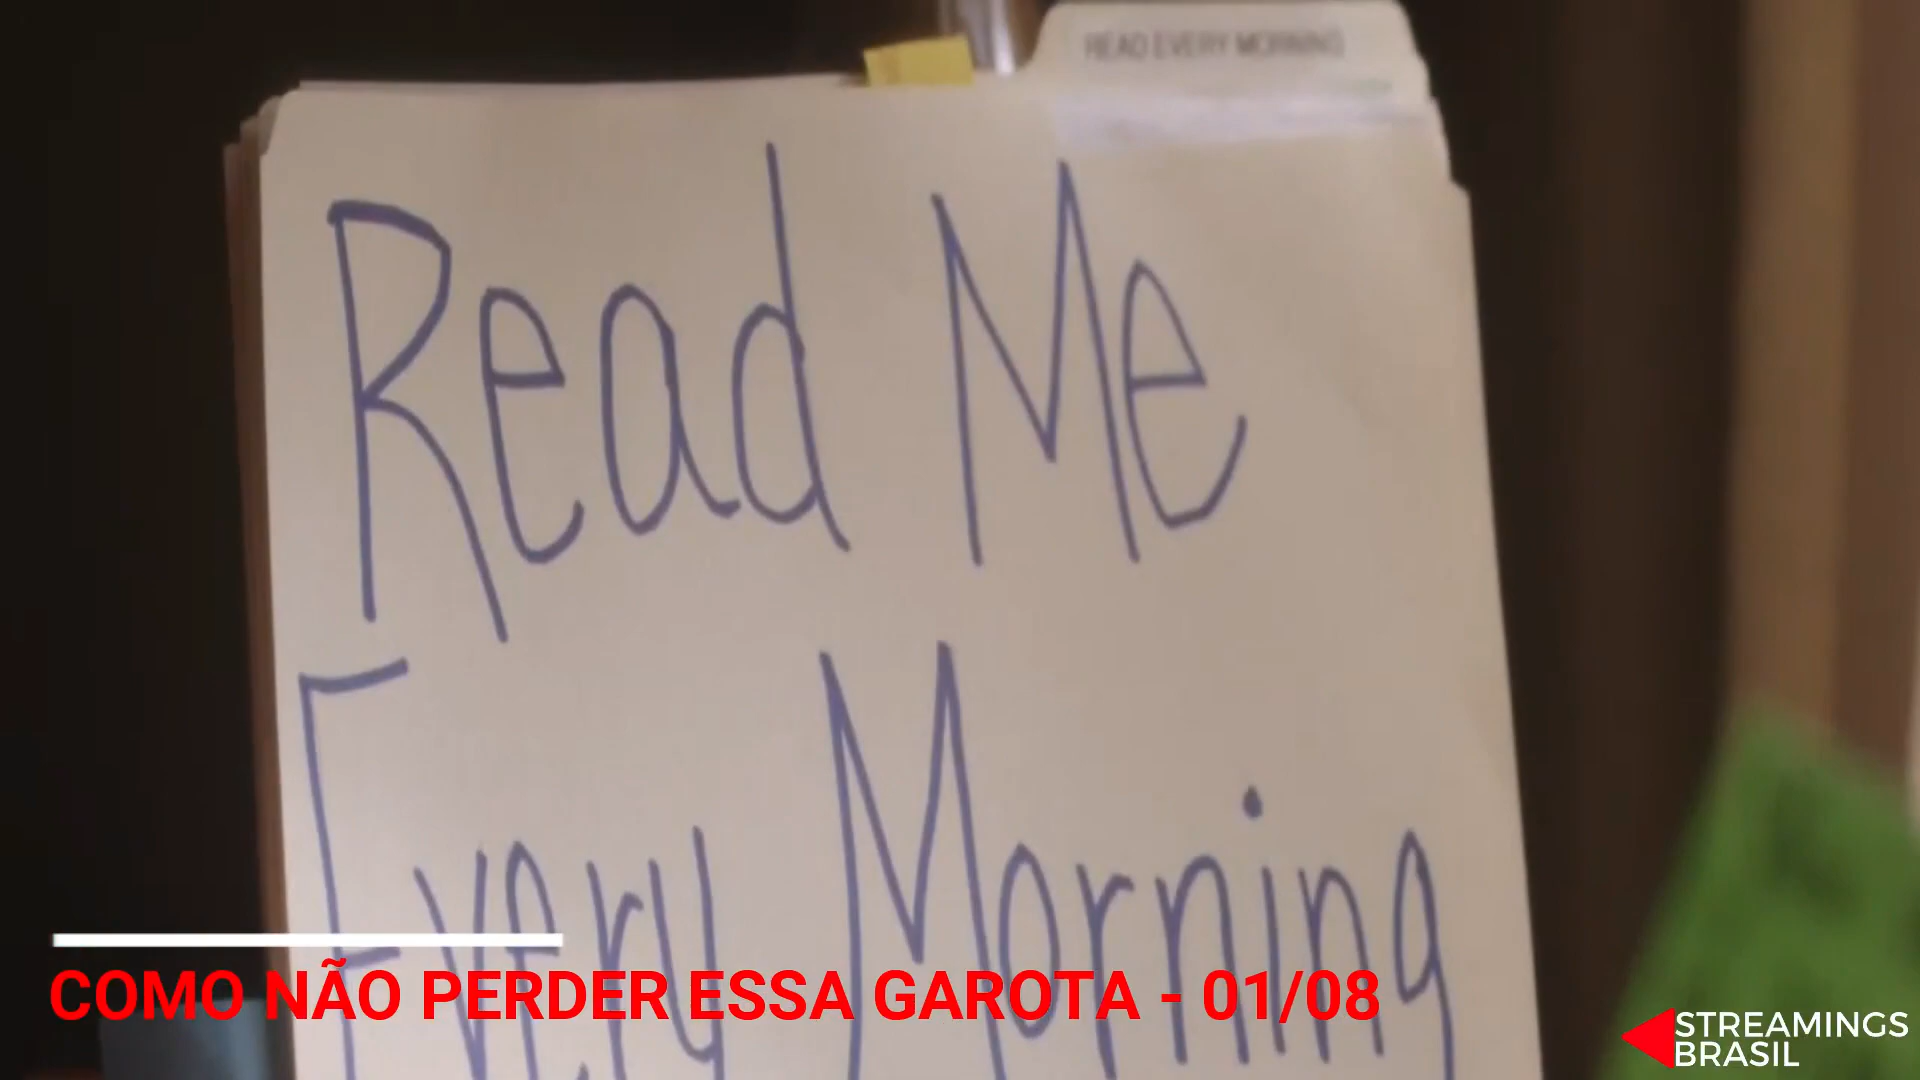 READ EVERY MORNING
Read Me
Every Morning
COMO NÃO PERDER ESSA GAROTA - 01/08
STREAMINGS
BRASIL